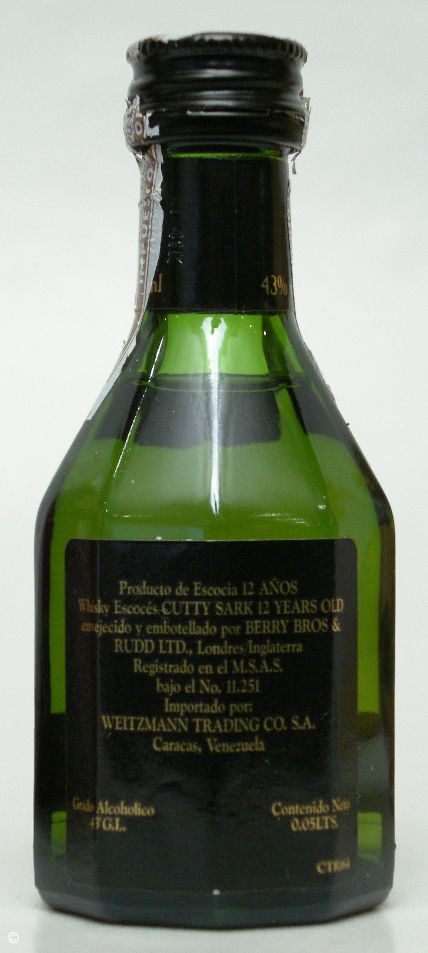 43%
Producto de Escocia 12 AÑOS
Whisky Escocés CUTTY SARK 12 YEARS OLD
envejecido y embotellado por BERRY BROS &
RUDD LTD., Londres/Inglaterra
Registrado en el M.S.A.S.
bajo el No. 11.251
Importado por:
WEITZMANN TRADING CO. S.A.
Caracas, Venezuela
Grado Alcoholico
G.L.
Contenido Neto
0.05LTS.
©